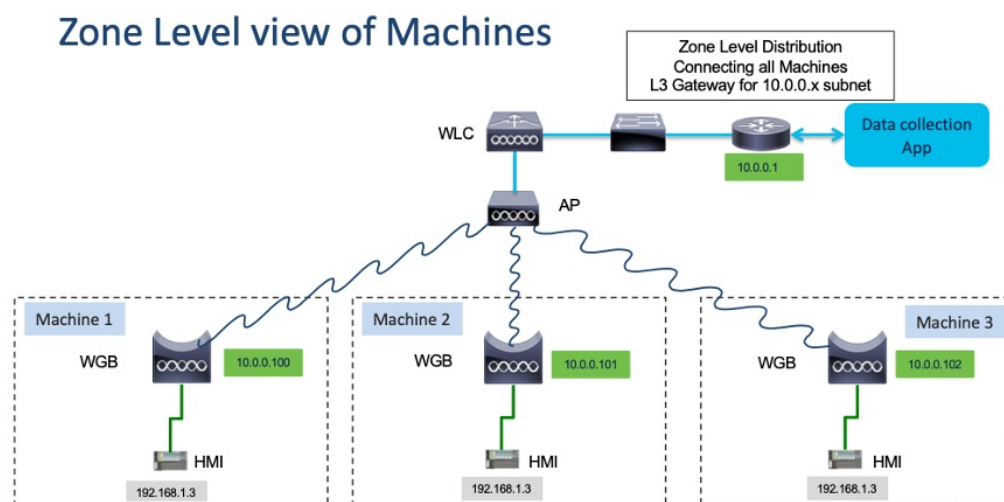 Zone Level view of Machines
Zone Level Distribution
Connecting all Machines
L3 Gateway for 10.0.0.x subnet
WLC
Data collection
App
10.0.0.1
AP
Machine 1
WGB
10.0.0.100
HMI
192.168.1.3
Machine 2
WGB
10.0.0.101
HMI
192.168.1.3
Machine 3
WGB
10.0.0.102
HMI
192.168.1.3